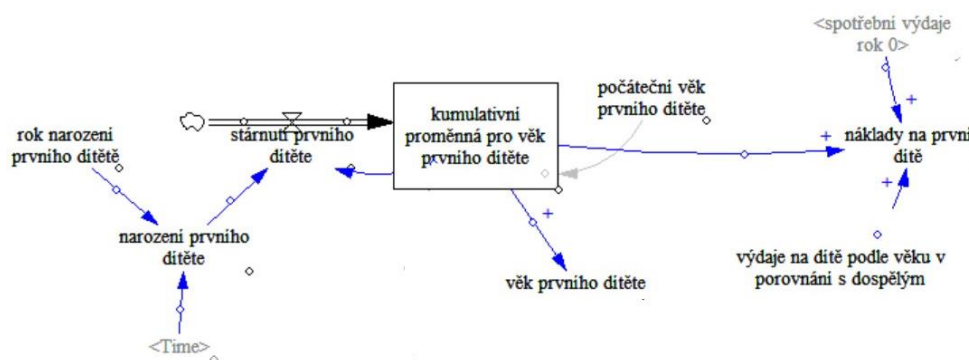 <spotřební výdaje
rok 0>
kumulativní
proměnná pro věk
prvního dítěte
počáteční věk
prvního dítěte
rok narození
prvního dítětě
stárnutí prvního
dítěte
+
+
náklady na první
dítě
+
narození prvního
dítěte
+
věk prvního dítěte
výdaje na dítě podle věku v
porovnání s dospělým
<Time>